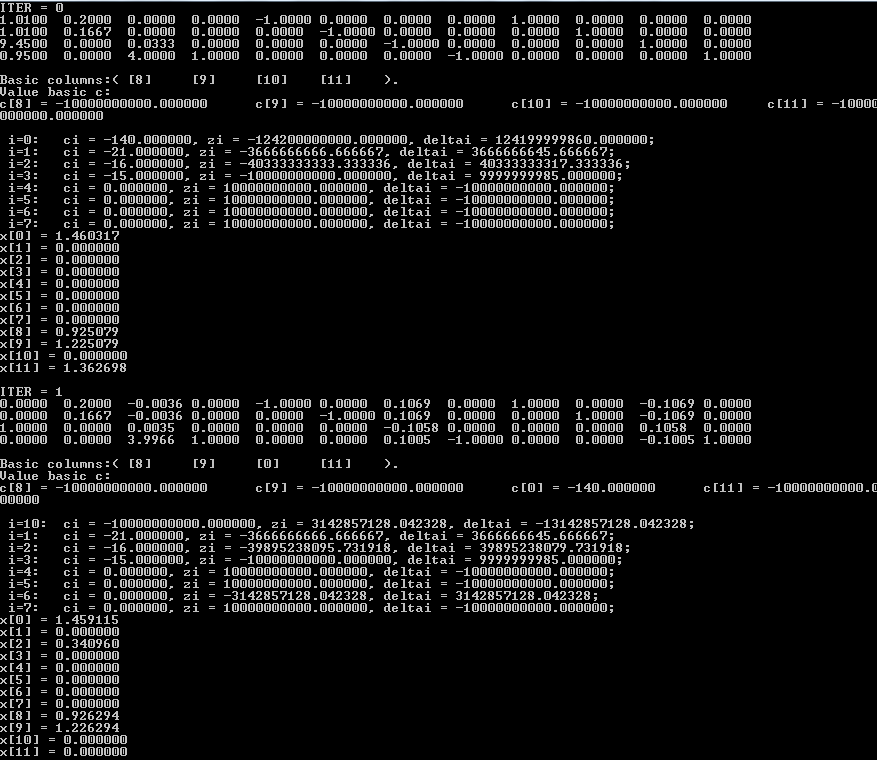 ITER = 0
1.0100 0.2000 0.0000 0.0000 -1.0000 0.0000 0.0000 0.0000 1.0000 0.0000 0.0000 0.0000
1.0100 0.1667 0.0000 0.0000 0.0000 -1.0000 0.0000 0.0000 0.0000 1.0000 0.0000 0.0000
9.4500 0.0000 0.0333 0.0000 0.0000 0.0000 -1.0000 0.0000 0.0000 0.0000 1.0000 0.0000
0.9500 0.0000 4.0000 1.0000 0.0000 0.0000 0.0000 -1.0000 0.0000 0.0000 0.0000 1.0000
Basic columns:( [8] [9] [10] [11] ).
Value basic c:
c[8] = -10000000000.000000 c[9] = -10000000000.000000 c[10] = -10000000000.000000 c[11] = -10000
000000.000000
i=0: ci = -140.000000, zi = -124200000000.000000, deltai = 124199999860.000000;
i=1: ci = -21.000000, zi = -3666666666.666667, deltai = 3666666645.666667;
i=2: ci = -16.000000, zi = -40333333333.333336, deltai = 40333333317.333336;
i=3: ci = -15.000000, zi = -10000000000.000000, deltai = 9999999985.000000;
i=4: ci = 0.000000, zi = 10000000000.000000, deltai = -10000000000.000000;
i=5: ci = 0.000000, zi = 10000000000.000000, deltai = -10000000000.000000;
i=6: ci = 0.000000, zi = 10000000000.000000, deltai = -10000000000.000000;
i=7: ci = 0.000000, zi = 10000000000.000000, deltai = -10000000000.000000;
x[0] = 1.460317
x[1] = 0.000000
x[2] = 0.000000
x[3] = 0.000000
x[4] = 0.000000
x[5] = 0.000000
x[6] = 0.000000
x[7] = 0.000000
x[8] = 0.925079
x[9] = 1.225079
x[10] = 0.000000
x[11] = 1.362698
ITER = 1
0.0000 0.2000 -0.0036 0.0000 -1.0000 0.0000 0.1069 0.0000 1.0000 0.0000 -0.1069 0.0000
0.0000 0.1667 -0.0036 0.0000 0.0000 -1.0000 0.1069 0.0000 0.0000 1.0000 -0.1069 0.0000
1.0000 0.0000 0.0035 0.0000 0.0000 0.0000 -0.1058 0.0000 0.0000 0.0000 0.1058 0.0000
0.0000 0.0000 3.9966 1.0000 0.0000 0.0000 0.1005 -1.0000 0.0000 0.0000 -0.1005 1.0000
Basic columns:( [8] [9] [0] [11] ).
Value basic c:
c[8] = -10000000000.000000 c[9] = -10000000000.000000 c[0] = -140.000000 c[11] = -10000000000.0
00000
i=10: ci = -10000000000.000000, zi = 3142857128.042328, deltai = -13142857128.042328;
i=1: ci = -21.000000, zi = -3666666666.666667, deltai = 3666666645.666667;
i=2: ci = -16.000000, zi = -39895238095.731918, deltai = 39895238079.731918;
i=3: ci = -15.000000, zi = -10000000000.000000, deltai = 9999999985.000000;
i=4: ci = 0.000000, zi = 10000000000.000000, deltai = -10000000000.000000;
i=5: ci = 0.000000, zi = 10000000000.000000, deltai = -10000000000.000000;
i=6: ci = 0.000000, zi = -3142857128.042328, deltai = 3142857128.042328;
i=7: ci = 0.000000, zi = 10000000000.000000, deltai = -10000000000.000000;
x[0] = 1.459115
x[1] = 0.000000
x[2] = 0.340960
x[3] = 0.000000
x[4] = 0.000000
x[5] = 0.000000
x[6] = 0.000000
x[7] = 0.000000
x[8] = 0.926294
x[9] = 1.226294
x[10] = 0.000000
x[11] = 0.000000